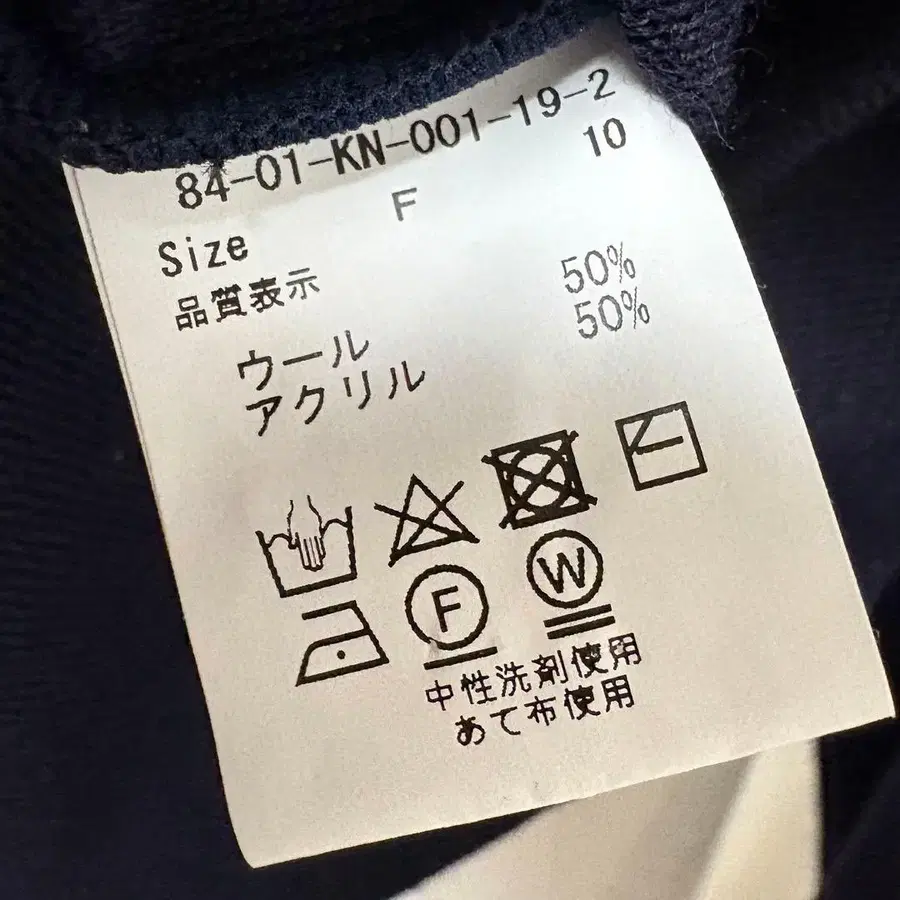 84-01-KN-001-19-2
10
Size F
品質表示
ウール 50%
アクリル 50%
F
W
中性洗剤使用
あて布使用